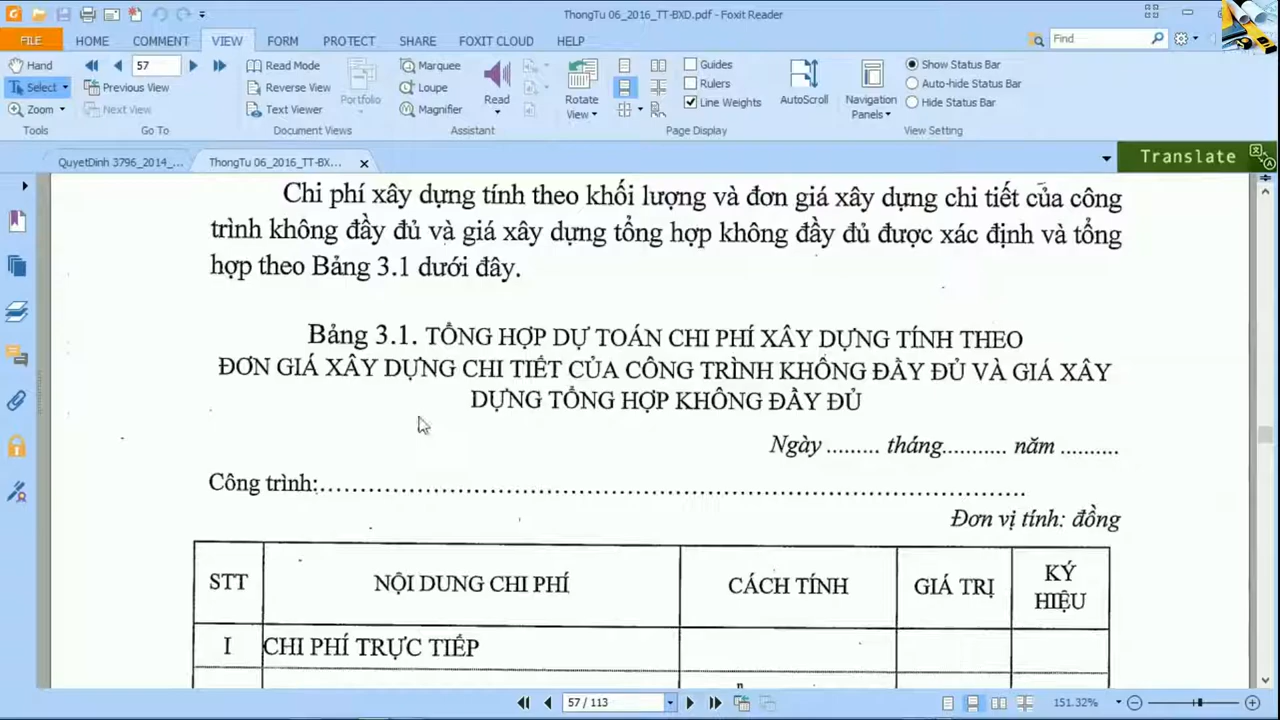 ThongTu 06_2016_TT-BXD.pdf - Foxit Reader
FILE HOME COMMENT VIEW FORM PROTECT SHARE FOXIT CLOUD HELP Find
Hand 57 Read Mode Marquee Guides Show Status Bar
Select Previous View Reverse View Loupe Rulers Auto-hide Status Bar
Zoom Next View Text Viewer Portfolio Magnifier Read Rotate View Line Weights AutoScroll Navigation Panels Hide Status Bar
Tools Go To Document Views Assistant Page Display View Setting
QuyetDinh 3796_2014_... ThongTu 06_2016_TT-BX... Translate
Chi phí xây dựng tính theo khối lượng và đơn giá xây dựng chi tiết của công
trình không đầy đủ và giá xây dựng tổng hợp không đầy đủ được xác định và tổng
hợp theo Bảng 3.1 dưới đây.
Bảng 3.1. TỔNG HỢP DỰ TOÁN CHI PHÍ XÂY DỰNG TÍNH THEO
ĐƠN GIÁ XÂY DỰNG CHI TIẾT CỦA CÔNG TRÌNH KHÔNG ĐẦY ĐỦ VÀ GIÁ XÂY
DỰNG TỔNG HỢP KHÔNG ĐẦY ĐỦ
Ngày ......... tháng........... năm ..........
Công trình:...............................................................................
Đơn vị tính: đồng
STT NỘI DUNG CHI PHÍ CÁCH TÍNH GIÁ TRỊ KÝ HIỆU
I CHI PHÍ TRỰC TIẾP
57 / 113 151.32%